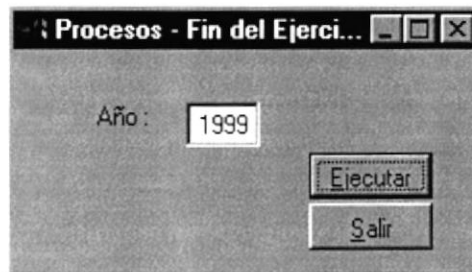 Procesos - Fin del Ejerci...
Año :
1999
Ejecutar
Salir